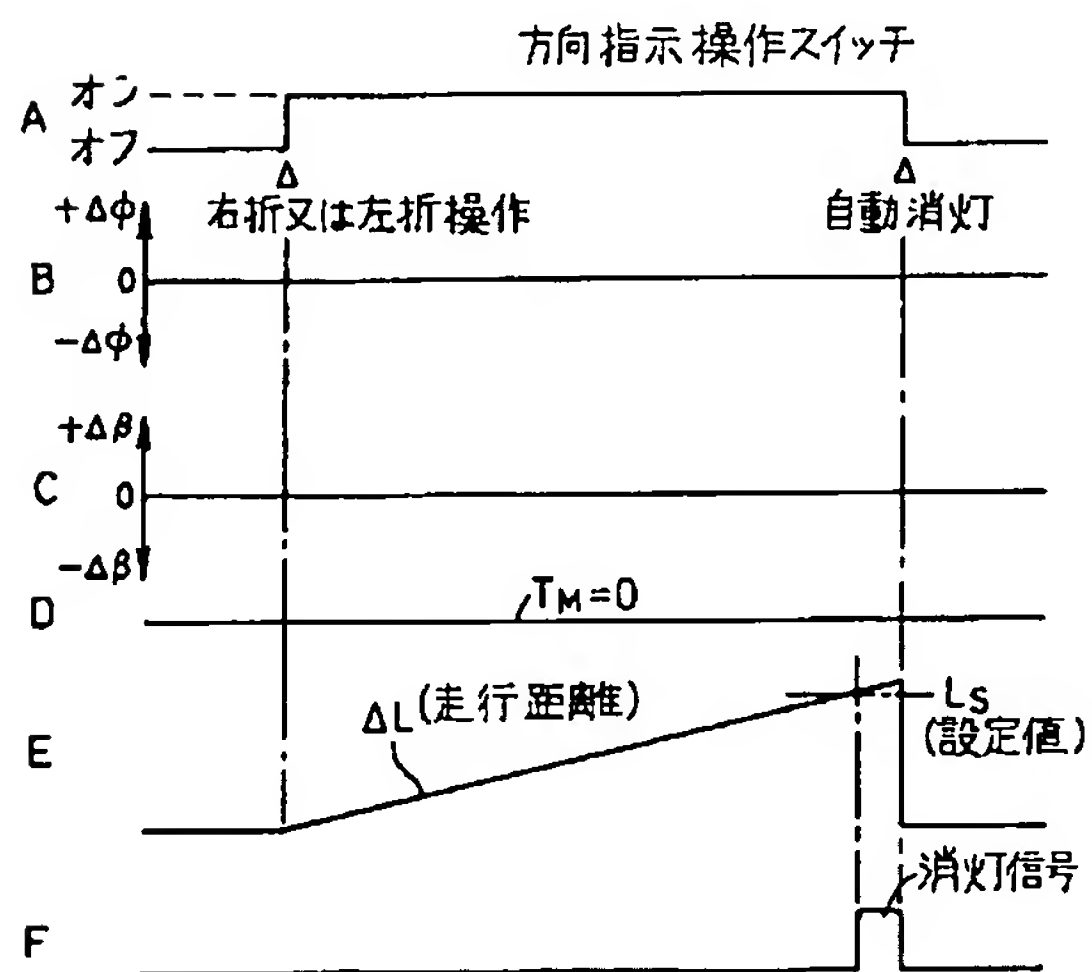 方向指示操作スイッチ
A オン
オフ
Δ Δ
+Δφ 右折又は左折操作 自動消灯
B 0
-Δφ
+Δβ
C 0
-Δβ
D TM=0
ΔL(走行距離) LS
(設定値)
E
消灯信号
F